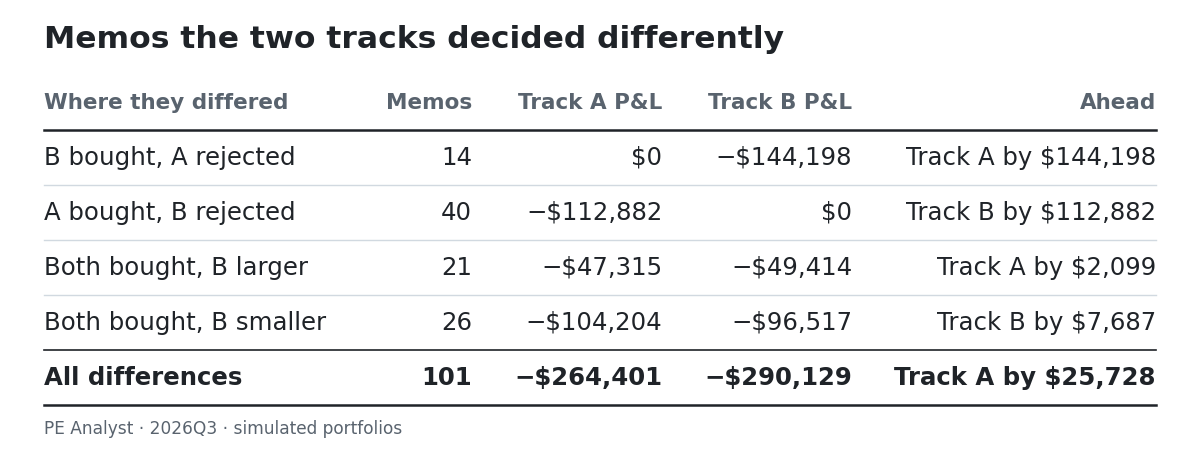 Memos the two tracks decided differently
Where they differed Memos Track A P&L Track B P&L Ahead
B bought, A rejected 14 $0 −$144,198 Track A by $144,198
A bought, B rejected 40 −$112,882 $0 Track B by $112,882
Both bought, B larger 21 −$47,315 −$49,414 Track A by $2,099
Both bought, B smaller 26 −$104,204 −$96,517 Track B by $7,687
All differences 101 −$264,401 −$290,129 Track A by $25,728
PE Analyst · 2026Q3 · simulated portfolios